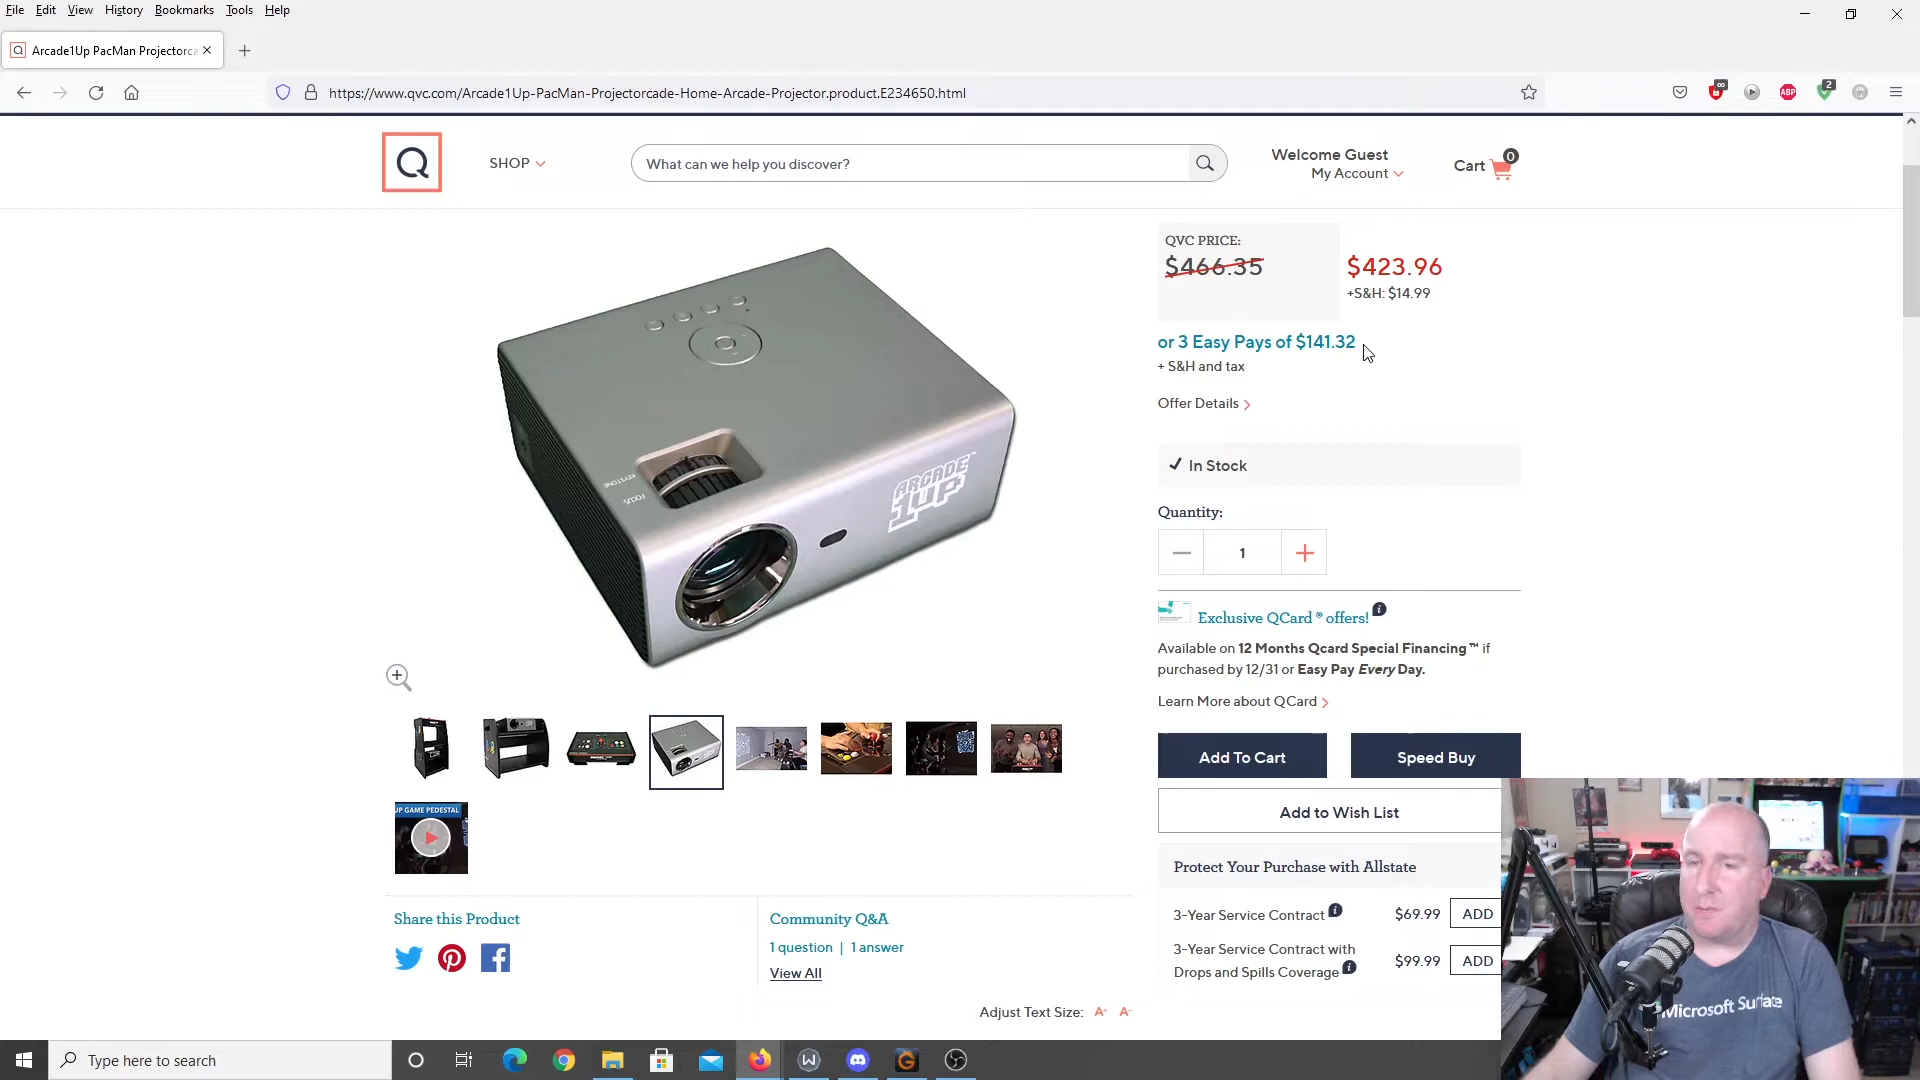 File Edit View History Bookmarks Tools Help
Arcade1Up PacMan Projectorca
https://www.qvc.com/Arcade1Up-PacMan-Projectorcade-Home-Arcade-Projector.product.E234650.html
ABP
2
Q
SHOP
What can we help you discover?
Welcome Guest
My Account
Cart
0
QVC PRICE:
$466.35
$423.96
+S&H: $14.99
or 3 Easy Pays of $141.32
+ S&H and tax
Offer Details
In Stock
Quantity:
1
KEYSTONE
FOCUS
ARCADE
1UP
Exclusive QCard ® offers!
Available on 12 Months Qcard Special Financing™ if
purchased by 12/31 or Easy Pay Every Day.
Learn More about QCard
Add To Cart
Speed Buy
Add to Wish List
UP GAME PEDESTAL
Protect Your Purchase with Allstate
3-Year Service Contract
$69.99
ADD
3-Year Service Contract with
Drops and Spills Coverage
$99.99
ADD
Share this Product
Community Q&A
1 question | 1 answer
View All
Adjust Text Size: A+ A-
Microsoft Surface
Type here to search